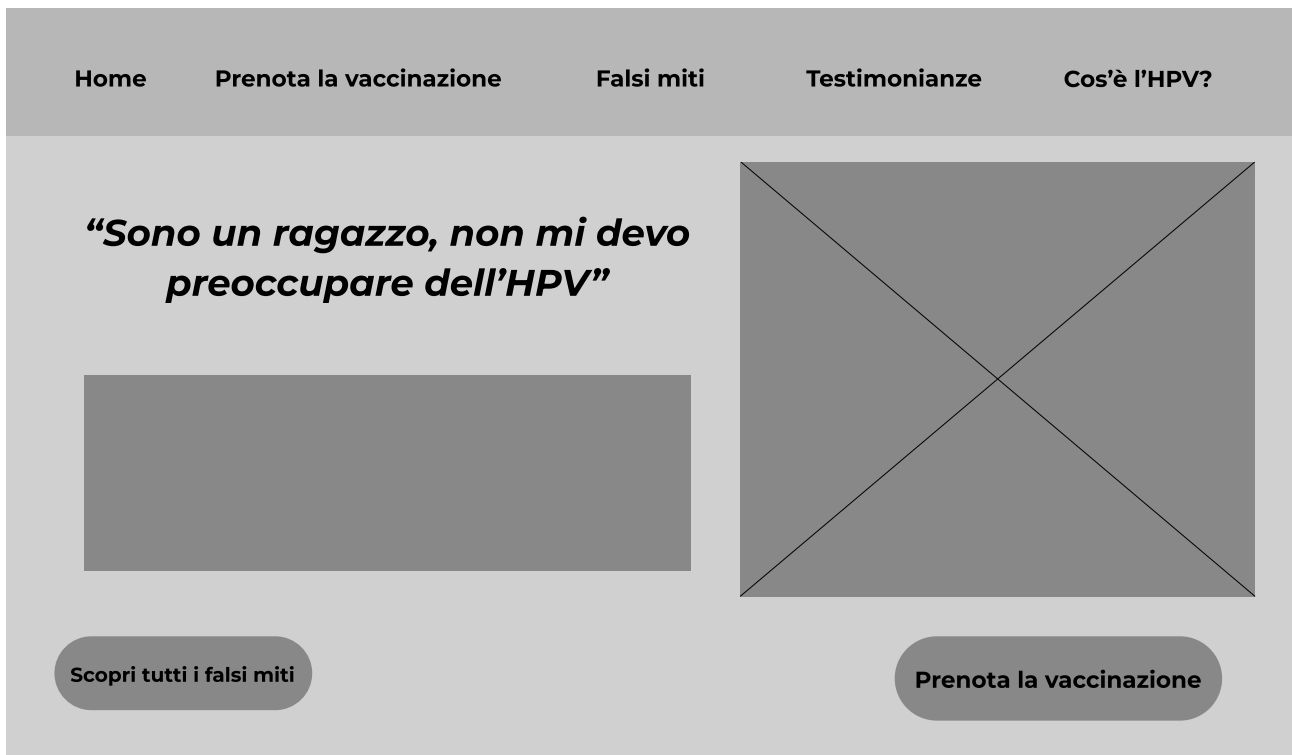 Home Prenota la vaccinazione Falsi miti Testimonianze Cos’è l’HPV?
“Sono un ragazzo, non mi devo
preoccupare dell’HPV”
Scopri tutti i falsi miti
Prenota la vaccinazione